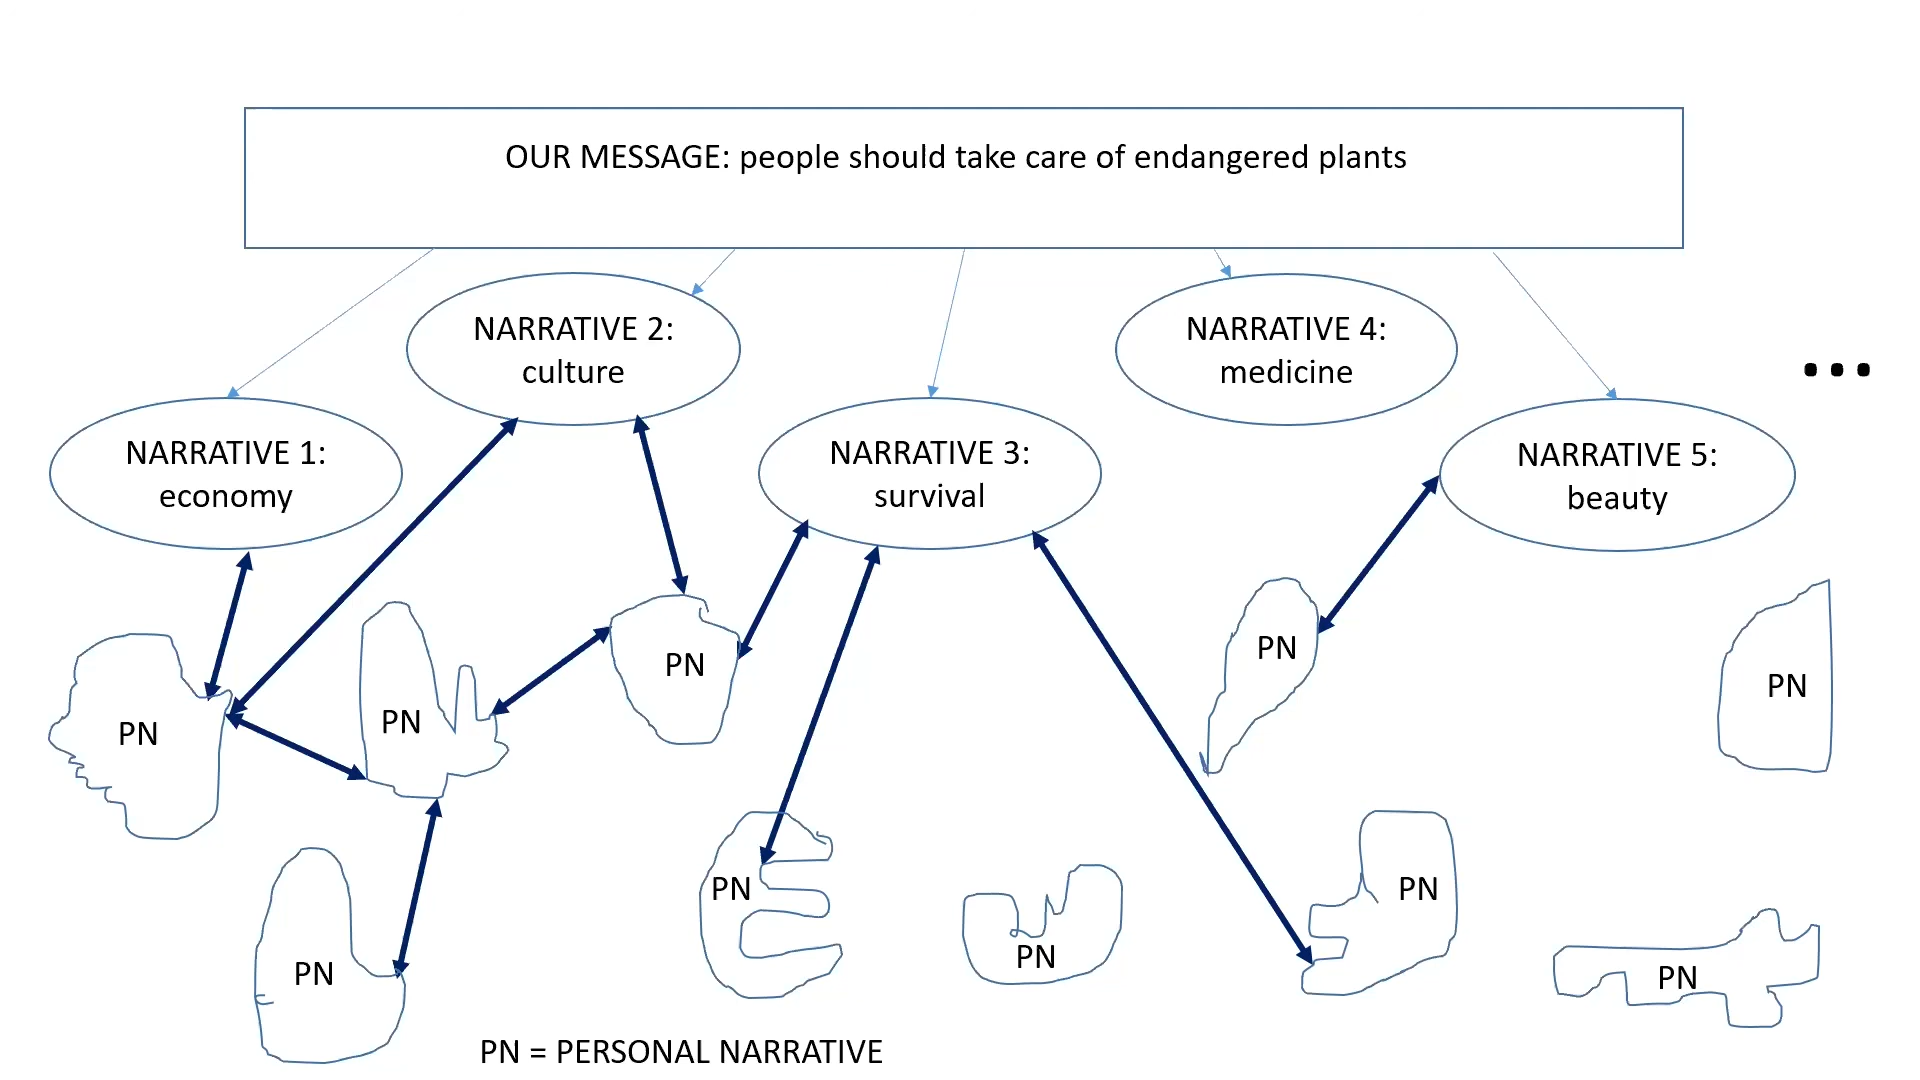 OUR MESSAGE: people should take care of endangered plants
NARRATIVE 2:
culture
NARRATIVE 4:
medicine
...
NARRATIVE 1:
economy
NARRATIVE 3:
survival
NARRATIVE 5:
beauty
PN
PN
PN
PN
PN
PN
PN
PN
PN
PN
PN = PERSONAL NARRATIVE